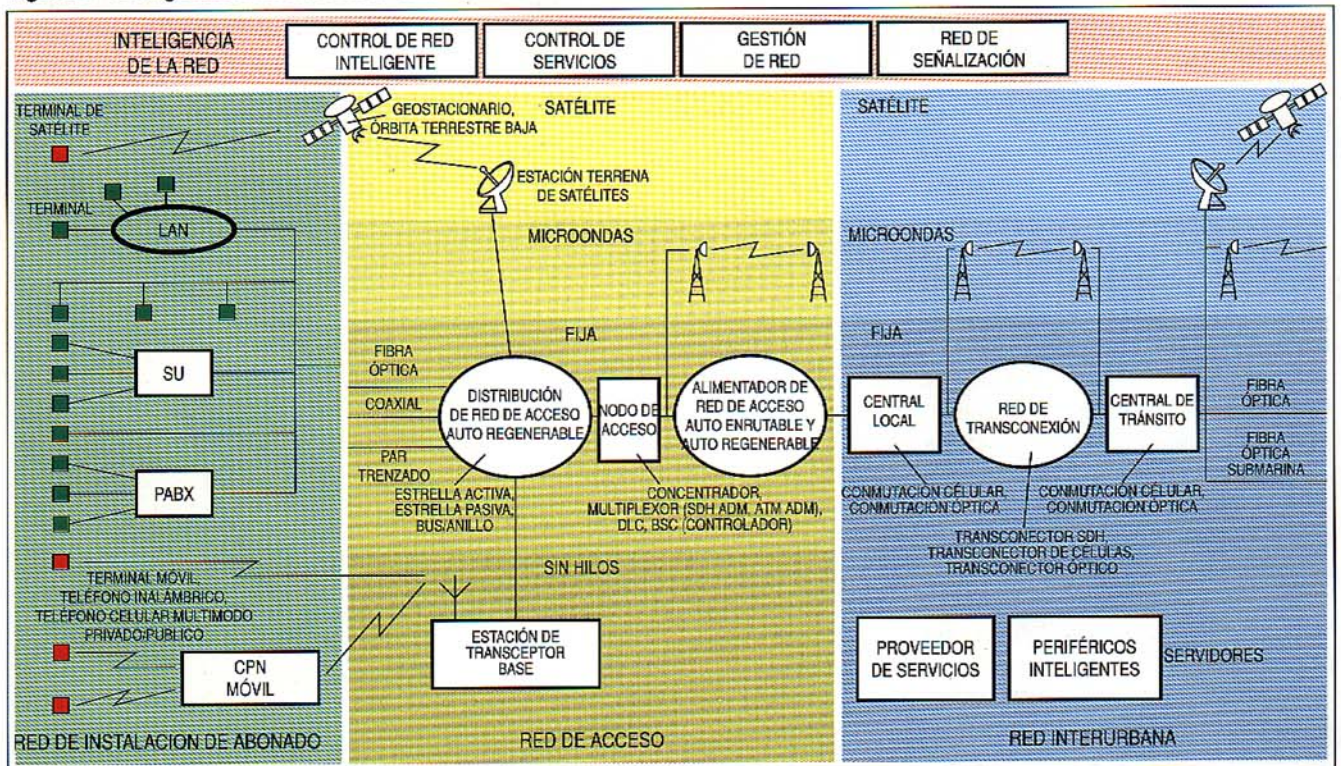 INTELIGENCIA
DE LA RED
CONTROL DE RED
INTELIGENTE
CONTROL DE
SERVICIOS
GESTIÓN
DE RED
RED DE
SEÑALIZACIÓN
TERMINAL DE
SATÉLITE
TERMINAL
LAN
SU
PABX
TERMINAL MÓVIL,
TELÉFONO INALÁMBRICO,
TELÉFONO CELULAR MULTIMODO
PRIVADO/PUBLICO
CPN
MÓVIL
RED DE INSTALACION DE ABONADO
GEOSTACIONARIO,
ÓRBITA TERRESTRE BAJA
SATÉLITE
ESTACIÓN TERRENA
DE SATÉLITES
MICROONDAS
FIJA
FIBRA
ÓPTICA
COAXIAL
PAR
TRENZADO
DISTRIBUCIÓN
DE RED DE ACCESO
AUTO REGENERABLE
ESTRELLA ACTIVA,
ESTRELLA PASIVA,
BUS/ANILLO
NODO DE
ACCESO
CONCENTRADOR,
MULTIPLEXOR (SDH ADM, ATM ADM),
DLC, BSC (CONTROLADOR)
ALIMENTADOR DE
RED DE ACCESO
AUTO ENRUTABLE Y
AUTO REGENERABLE
SIN HILOS
ESTACIÓN DE
TRANSCEPTOR
BASE
RED DE ACCESO
SATÉLITE
MICROONDAS
FIJA
CENTRAL
LOCAL
CONMUTACIÓN CÉLULAR,
CONMUTACIÓN ÓPTICA
RED DE
TRANSCONEXIÓN
TRANSCONECTOR SDH,
TRANSCONECTOR DE CÉLULAS,
TRANSCONECTOR ÓPTICO
CENTRAL DE
TRÁNSITO
CONMUTACIÓN CÉLULAR,
CONMUTACIÓN ÓPTICA
FIBRA
ÓPTICA
FIBRA
ÓPTICA
SUBMARINA
PROVEEDOR
DE SERVICIOS
PERIFÉRICOS
INTELIGENTES
SERVIDORES
RED INTERURBANA